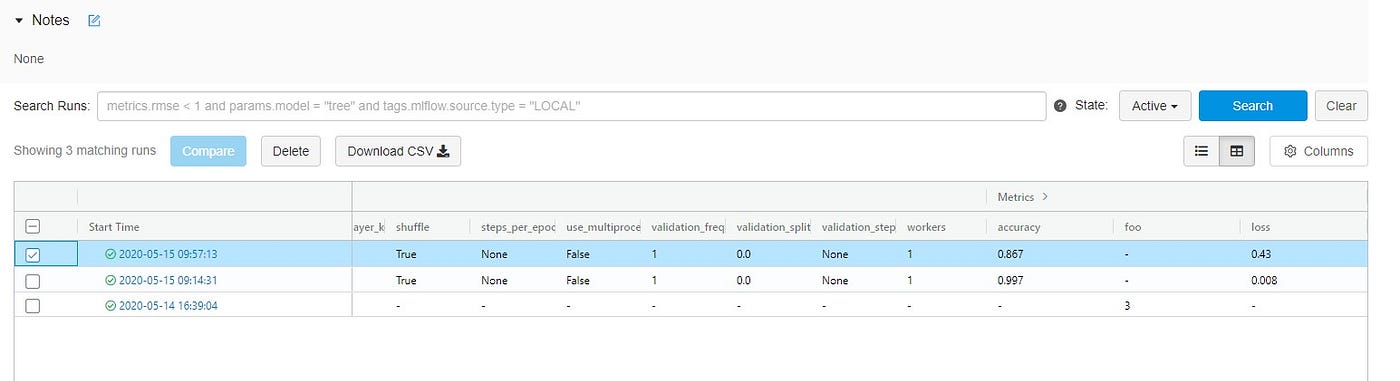 Notes
None
Search Runs: metrics.rmse < 1 and params.model = "tree" and tags.mlflow.source.type = "LOCAL" ? State: Active Search Clear
Showing 3 matching runs Compare Delete Download CSV Columns
Metrics >
Start Time ayer_k shuffle steps_per_epoc use_multiproce validation_freq validation_split validation_step workers accuracy foo loss
2020-05-15 09:57:13 True None False 1 0.0 None 1 0.867 - 0.43
2020-05-15 09:14:31 True None False 1 0.0 None 1 0.997 - 0.008
2020-05-14 16:39:04 - - - - - - - - 3 -